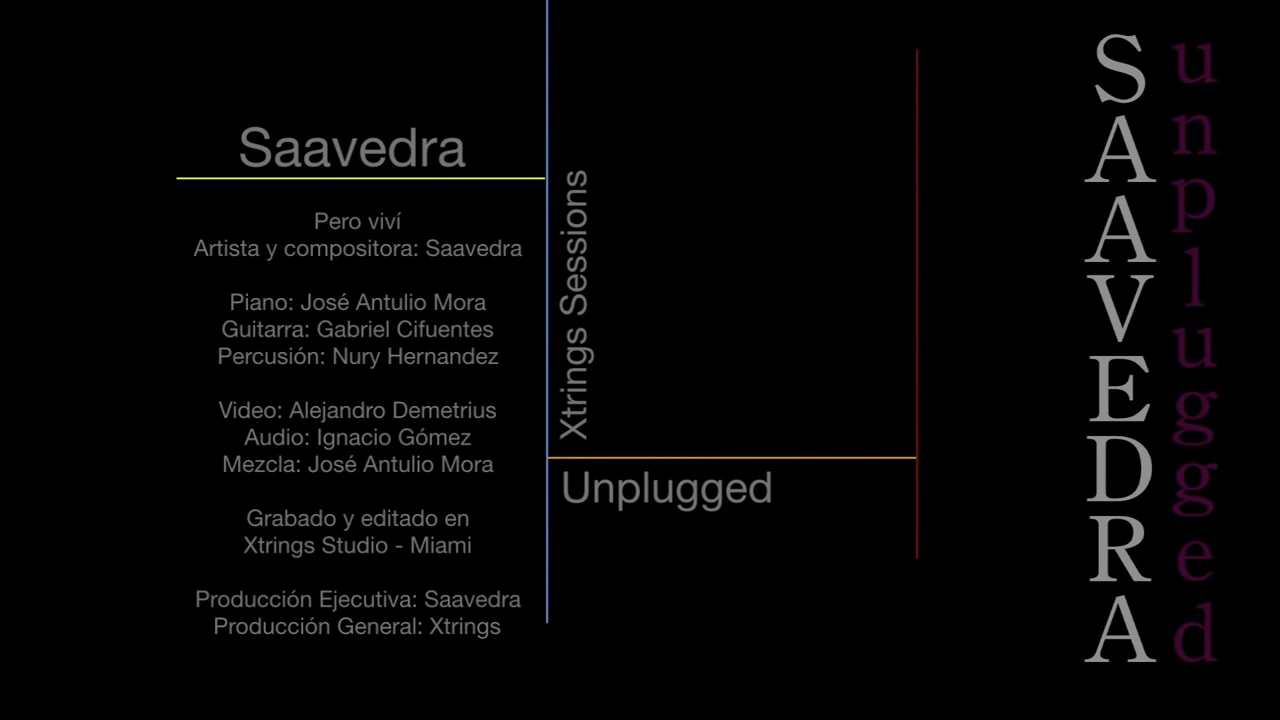 Saavedra
Pero viví
Artista y compositora: Saavedra
Piano: José Antulio Mora
Guitarra: Gabriel Cifuentes
Percusión: Nury Hernandez
Video: Alejandro Demetrius
Audio: Ignacio Gómez
Mezcla: José Antulio Mora
Grabado y editado en
Xtrings Studio - Miami
Producción Ejecutiva: Saavedra
Producción General: Xtrings
Xtrings Sessions
Unplugged
SAAVEDRA
unplugged